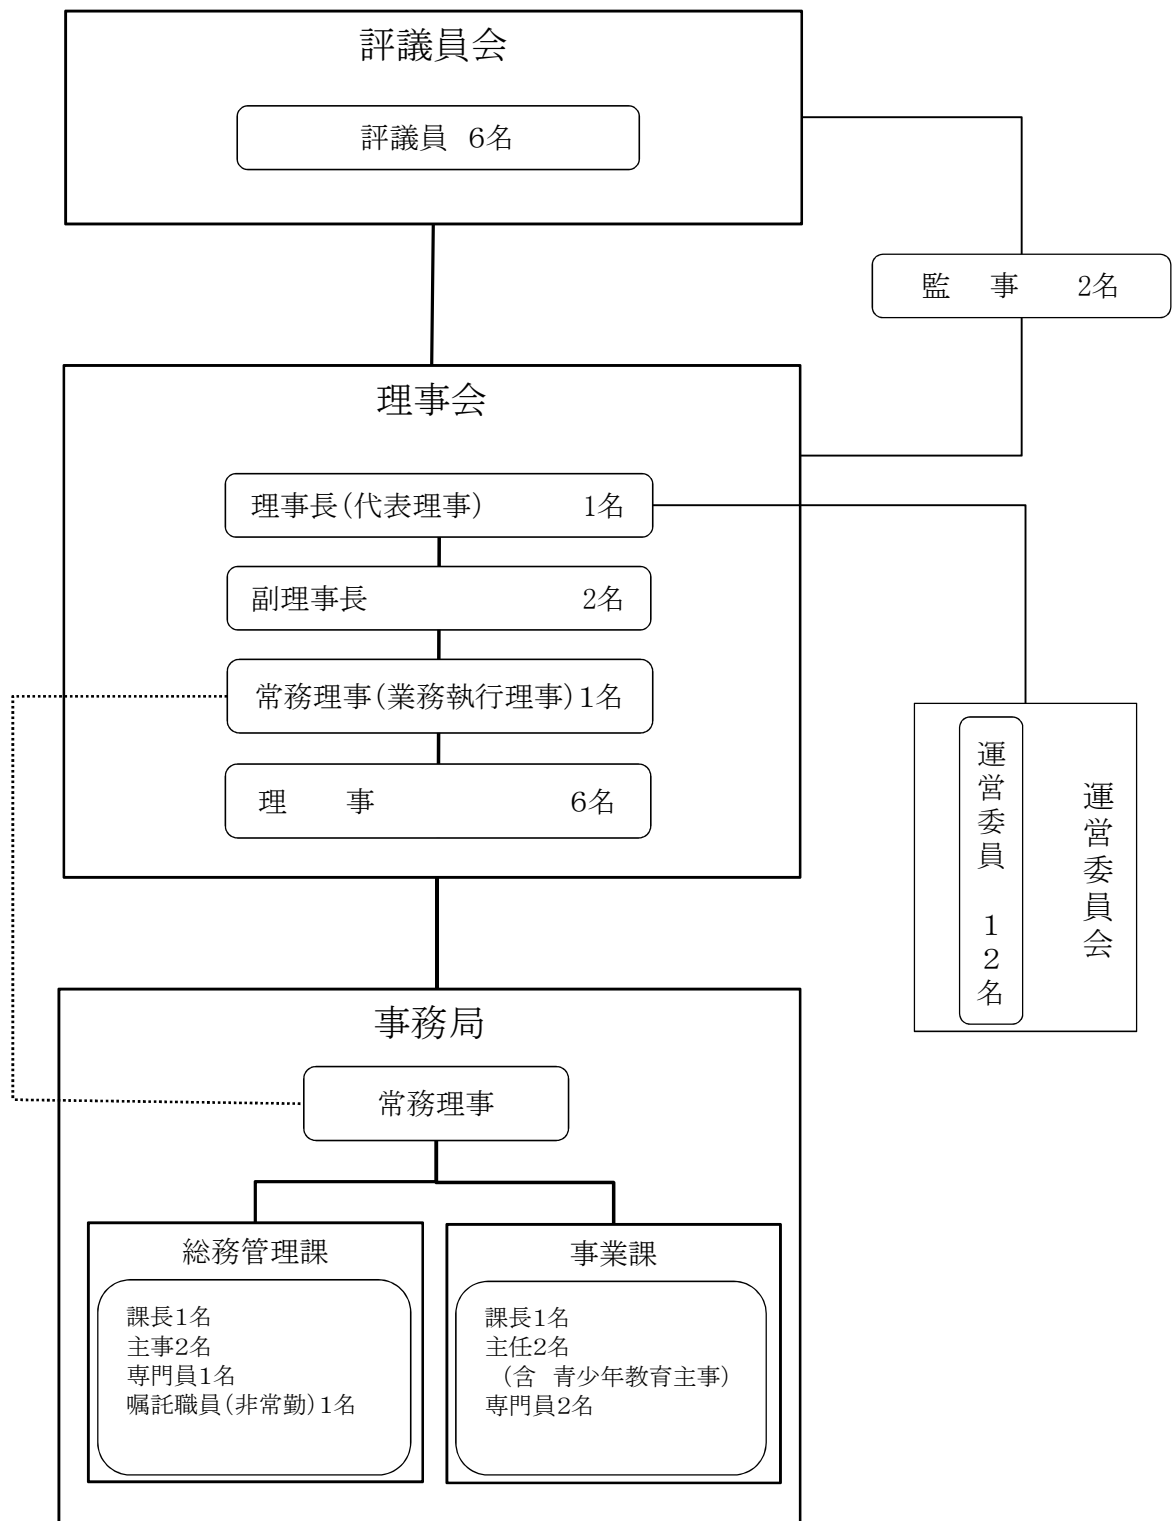 評議員会
評議員 6名
監 事 2名
理事会
理事長(代表理事) 1名
副理事長 2名
常務理事(業務執行理事)1名
理 事 6名
運営委員会
運営委員 12名
事務局
常務理事
総務管理課
課長1名
主事2名
専門員1名
嘱託職員(非常勤)1名
事業課
課長1名
主任2名
(含 青少年教育主事)
専門員2名